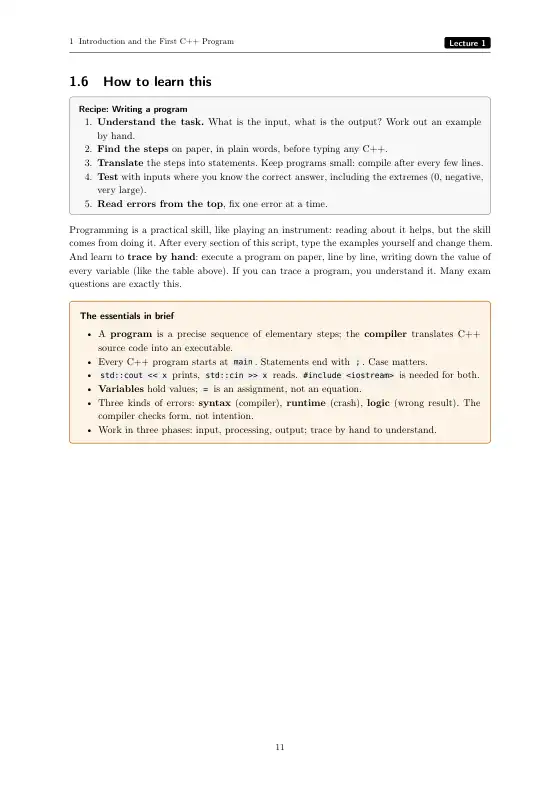 1 Introduction and the First C++ Program
Lecture 1
1.6 How to learn this
Recipe: Writing a program
1. Understand the task. What is the input, what is the output? Work out an example
by hand.
2. Find the steps on paper, in plain words, before typing any C++.
3. Translate the steps into statements. Keep programs small: compile after every few lines.
4. Test with inputs where you know the correct answer, including the extremes (0, negative,
very large).
5. Read errors from the top, fix one error at a time.
Programming is a practical skill, like playing an instrument: reading about it helps, but the skill
comes from doing it. After every section of this script, type the examples yourself and change them.
And learn to trace by hand: execute a program on paper, line by line, writing down the value of
every variable (like the table above). If you can trace a program, you understand it. Many exam
questions are exactly this.
The essentials in brief
• A program is a precise sequence of elementary steps; the compiler translates C++
source code into an executable.
• Every C++ program starts at main. Statements end with ;. Case matters.
• std::cout << x prints, std::cin >> x reads. #include <iostream> is needed for both.
• Variables hold values; = is an assignment, not an equation.
• Three kinds of errors: syntax (compiler), runtime (crash), logic (wrong result). The
compiler checks form, not intention.
• Work in three phases: input, processing, output; trace by hand to understand.
11